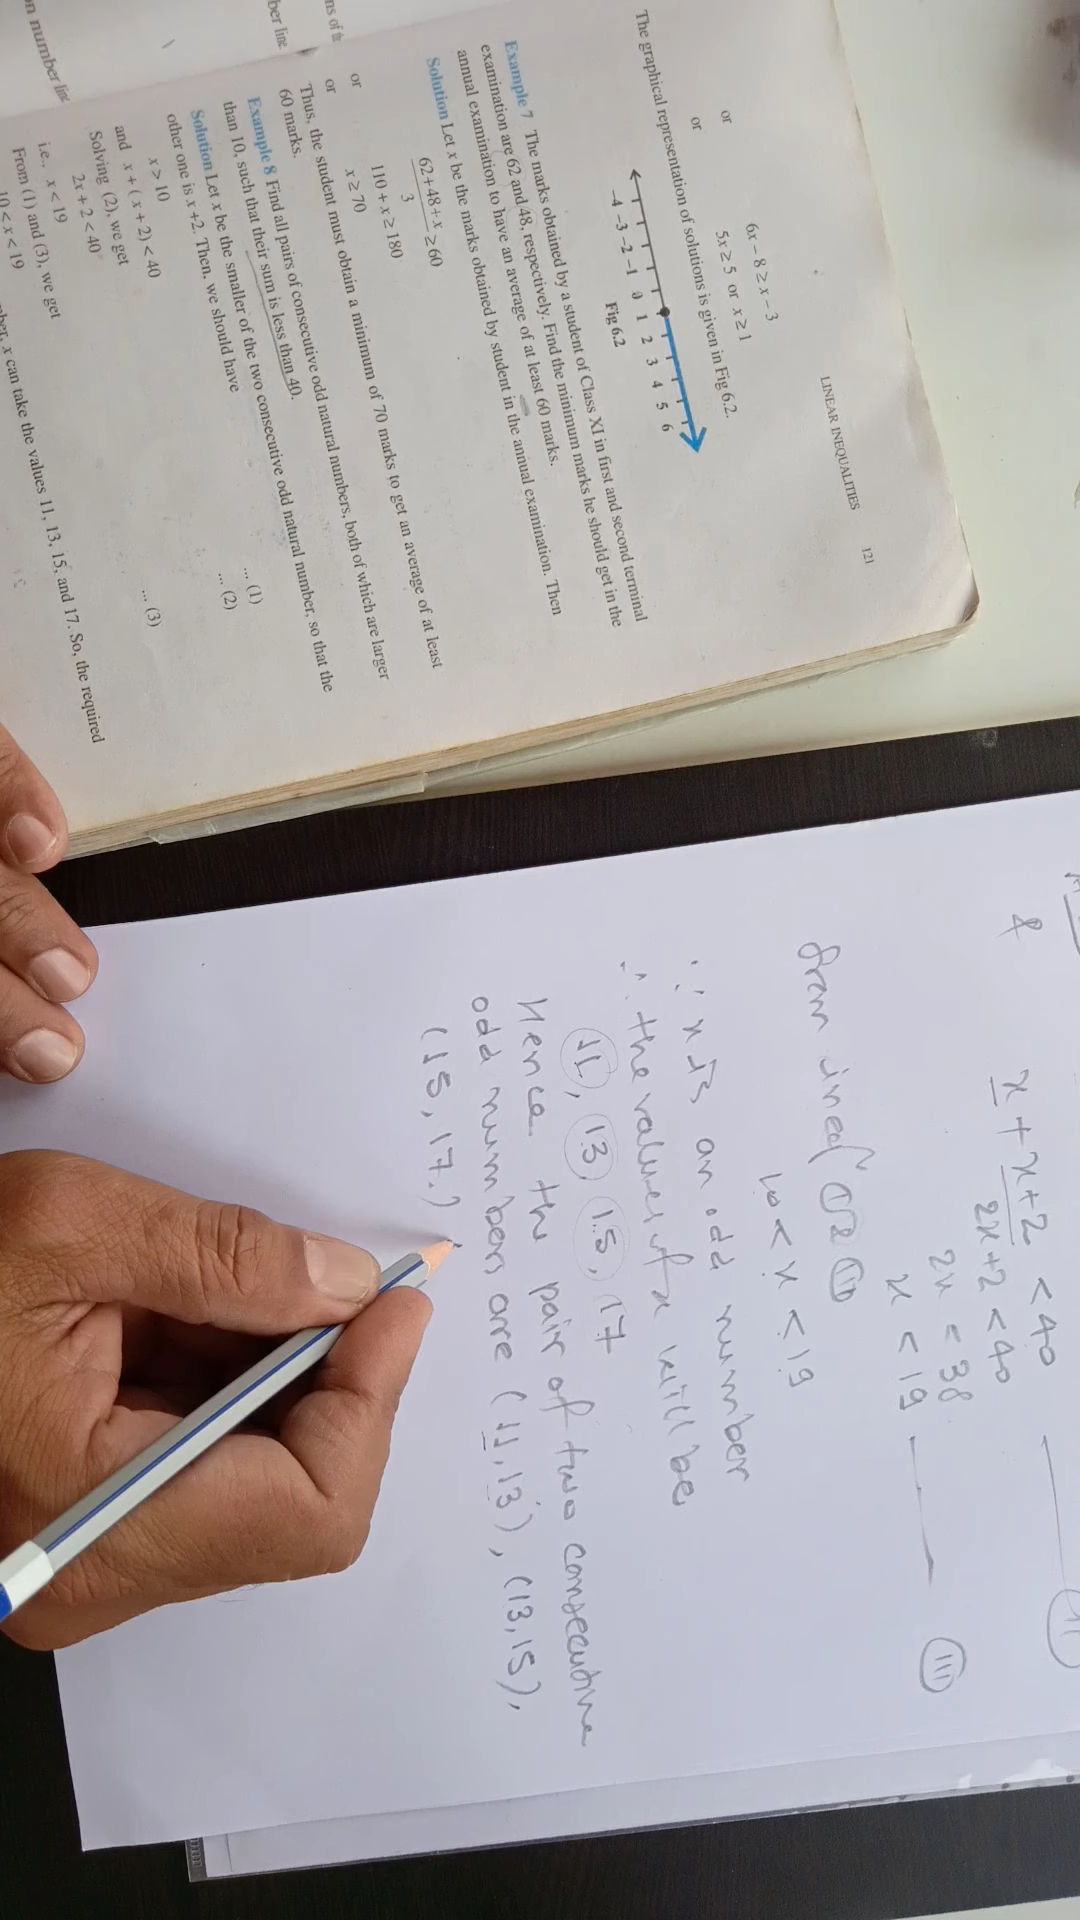 LINEAR INEQUALITIES 121
or 6x – 8 ≥ x – 3
or 5x ≥ 5 or x ≥ 1
The graphical representation of solutions is given in Fig 6.2.
–4 –3 –2 –1 0 1 2 3 4 5 6
Fig 6.2
Example 7 The marks obtained by a student of Class XI in first and second terminal
examination are 62 and 48, respectively. Find the minimum marks he should get in the
annual examination to have an average of at least 60 marks.
Solution Let x be the marks obtained by student in the annual examination. Then
62+48+x
3
≥ 60
or 110 + x ≥ 180
or x ≥ 70
Thus, the student must obtain a minimum of 70 marks to get an average of at least
60 marks.
Example 8 Find all pairs of consecutive odd natural numbers, both of which are larger
than 10, such that their sum is less than 40.
Solution Let x be the smaller of the two consecutive odd natural number, so that the
other one is x +2. Then, we should have
x > 10 ... (1)
and x + ( x + 2) < 40 ... (2)
Solving (2), we get
2x + 2 < 40
i.e., x < 19 ... (3)
From (1) and (3), we get
10 < x < 19
x can take the values 11, 13, 15, and 17. So, the required
ber line
number line
& x + x+2 < 40
2x+2 < 40
2x < 38
x < 19 (iii)
from ineq
10 < x < 19
∵ x is an odd number
∴ the values of x will be
11, 13, 15, 17
Hence the pair of two consecutive
odd numbers are (11,13), (13,15),
(15,17)